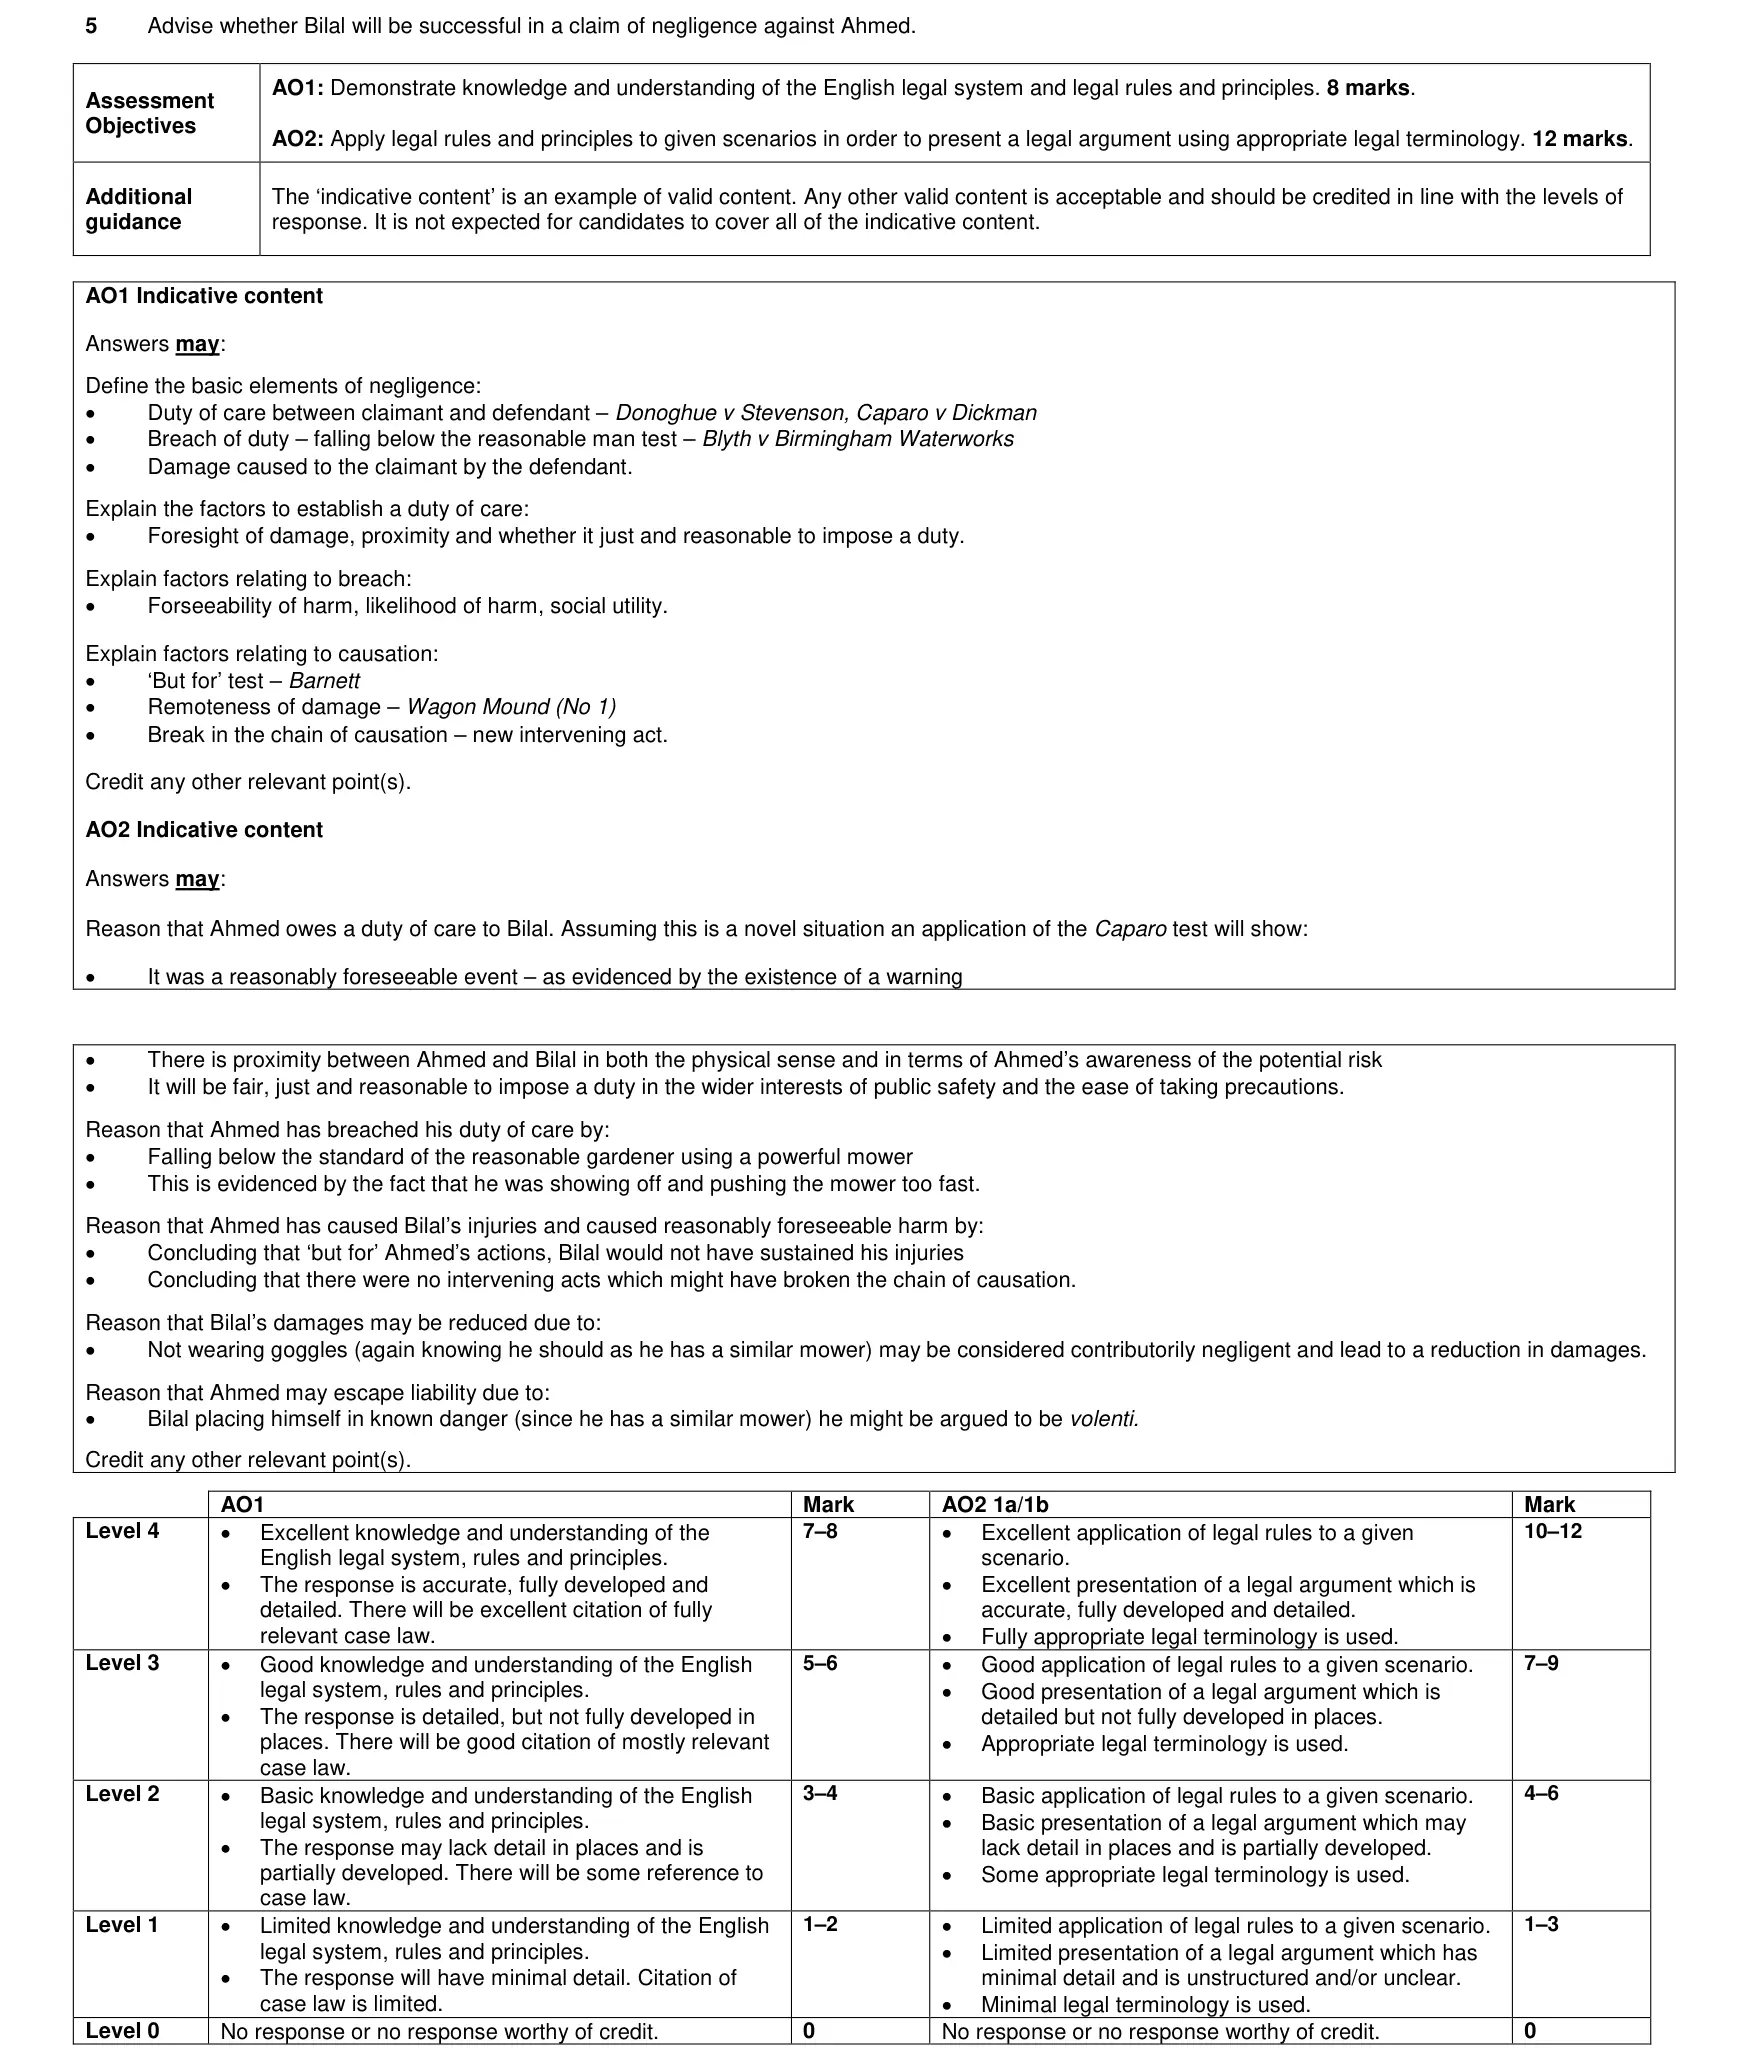 5 Advise whether Bilal will be successful in a claim of negligence against Ahmed.
Assessment Objectives
AO1: Demonstrate knowledge and understanding of the English legal system and legal rules and principles. 8 marks.
AO2: Apply legal rules and principles to given scenarios in order to present a legal argument using appropriate legal terminology. 12 marks.
Additional guidance
The ‘indicative content’ is an example of valid content. Any other valid content is acceptable and should be credited in line with the levels of
response. It is not expected for candidates to cover all of the indicative content.
AO1 Indicative content
Answers may:
Define the basic elements of negligence:
• Duty of care between claimant and defendant – Donoghue v Stevenson, Caparo v Dickman
• Breach of duty – falling below the reasonable man test – Blyth v Birmingham Waterworks
• Damage caused to the claimant by the defendant.
Explain the factors to establish a duty of care:
• Foresight of damage, proximity and whether it just and reasonable to impose a duty.
Explain factors relating to breach:
• Forseeability of harm, likelihood of harm, social utility.
Explain factors relating to causation:
• ‘But for’ test – Barnett
• Remoteness of damage – Wagon Mound (No 1)
• Break in the chain of causation – new intervening act.
Credit any other relevant point(s).
AO2 Indicative content
Answers may:
Reason that Ahmed owes a duty of care to Bilal. Assuming this is a novel situation an application of the Caparo test will show:
• It was a reasonably foreseeable event – as evidenced by the existence of a warning
• There is proximity between Ahmed and Bilal in both the physical sense and in terms of Ahmed’s awareness of the potential risk
• It will be fair, just and reasonable to impose a duty in the wider interests of public safety and the ease of taking precautions.
Reason that Ahmed has breached his duty of care by:
• Falling below the standard of the reasonable gardener using a powerful mower
• This is evidenced by the fact that he was showing off and pushing the mower too fast.
Reason that Ahmed has caused Bilal’s injuries and caused reasonably foreseeable harm by:
• Concluding that ‘but for’ Ahmed’s actions, Bilal would not have sustained his injuries
• Concluding that there were no intervening acts which might have broken the chain of causation.
Reason that Bilal’s damages may be reduced due to:
• Not wearing goggles (again knowing he should as he has a similar mower) may be considered contributorily negligent and lead to a reduction in damages.
Reason that Ahmed may escape liability due to:
• Bilal placing himself in known danger (since he has a similar mower) he might be argued to be volenti.
Credit any other relevant point(s).
AO1 Mark AO2 1a/1b Mark
Level 4
• Excellent knowledge and understanding of the
English legal system, rules and principles.
• The response is accurate, fully developed and
detailed. There will be excellent citation of fully
relevant case law.
7–8
• Excellent application of legal rules to a given
scenario.
• Excellent presentation of a legal argument which is
accurate, fully developed and detailed.
• Fully appropriate legal terminology is used.
10–12
Level 3
• Good knowledge and understanding of the English
legal system, rules and principles.
• The response is detailed, but not fully developed in
places. There will be good citation of mostly relevant
case law.
5–6
• Good application of legal rules to a given scenario.
• Good presentation of a legal argument which is
detailed but not fully developed in places.
• Appropriate legal terminology is used.
7–9
Level 2
• Basic knowledge and understanding of the English
legal system, rules and principles.
• The response may lack detail in places and is
partially developed. There will be some reference to
case law.
3–4
• Basic application of legal rules to a given scenario.
• Basic presentation of a legal argument which may
lack detail in places and is partially developed.
• Some appropriate legal terminology is used.
4–6
Level 1
• Limited knowledge and understanding of the English
legal system, rules and principles.
• The response will have minimal detail. Citation of
case law is limited.
1–2
• Limited application of legal rules to a given scenario.
• Limited presentation of a legal argument which has
minimal detail and is unstructured and/or unclear.
• Minimal legal terminology is used.
1–3
Level 0 No response or no response worthy of credit. 0 No response or no response worthy of credit. 0